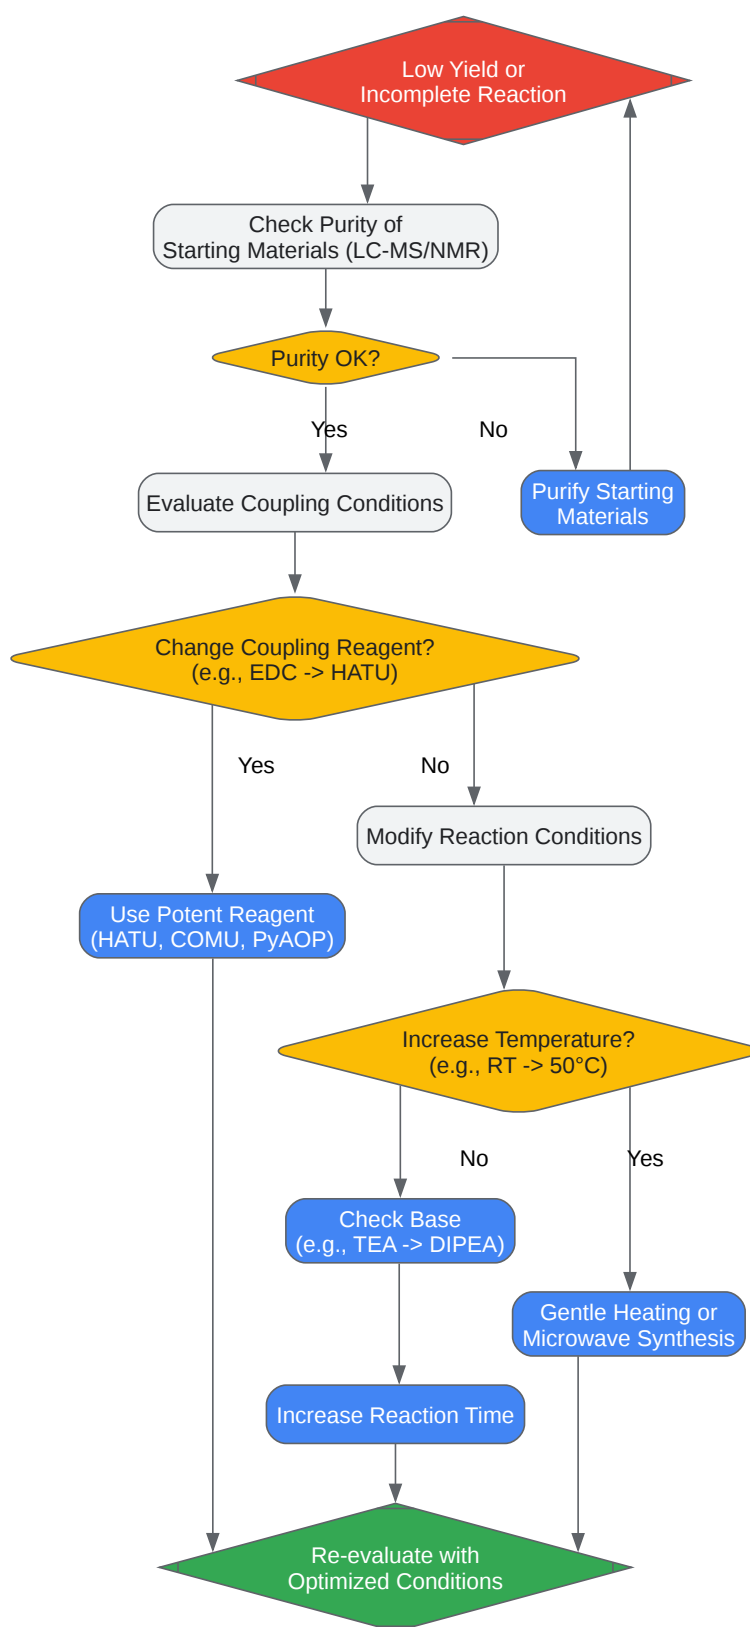 Low Yield or
Incomplete Reaction
Check Purity of
Starting Materials (LC-MS/NMR)
Purity OK?
Yes
No
Evaluate Coupling Conditions
Purify Starting
Materials
Change Coupling Reagent?
(e.g., EDC -> HATU)
Yes
No
Modify Reaction Conditions
Use Potent Reagent
(HATU, COMU, PyAOP)
Increase Temperature?
(e.g., RT -> 50°C)
No
Yes
Check Base
(e.g., TEA -> DIPEA)
Gentle Heating or
Microwave Synthesis
Increase Reaction Time
Re-evaluate with
Optimized Conditions